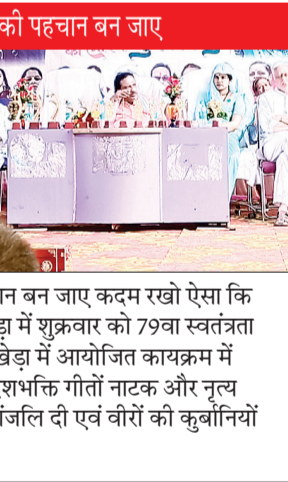 की पहचान बन जाए
ान बन जाए कदम रखो ऐसा कि
ड़ा में शुक्रवार को 79वा स्वतंत्रता
खेड़ा में आयोजित कायक्रम में
शभक्ति गीतों नाटक और नृत्य
ांजलि दी एवं वीरों की कुर्बानियों